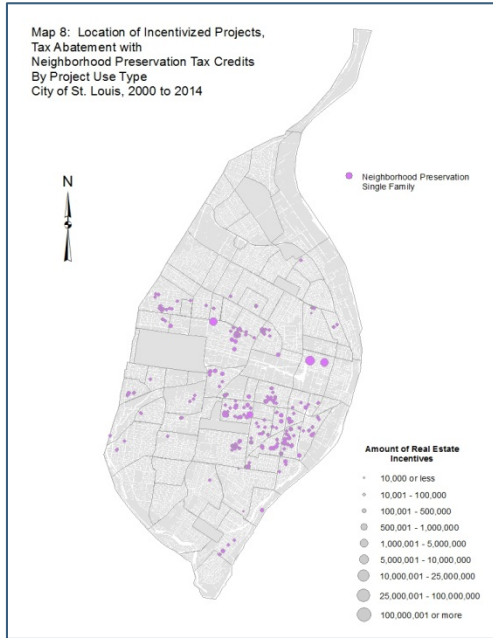 Map 8: Location of Incentivized Projects,
Tax Abatement with
Neighborhood Preservation Tax Credits
By Project Use Type
City of St. Louis, 2000 to 2014
N
Neighborhood Preservation
Single Family
Amount of Real Estate
Incentives
10,000 or less
10,001 - 100,000
100,001 - 500,000
500,001 - 1,000,000
1,000,001 - 5,000,000
5,000,001 - 10,000,000
10,000,001 - 25,000,000
25,000,001 - 100,000,000
100,000,001 or more